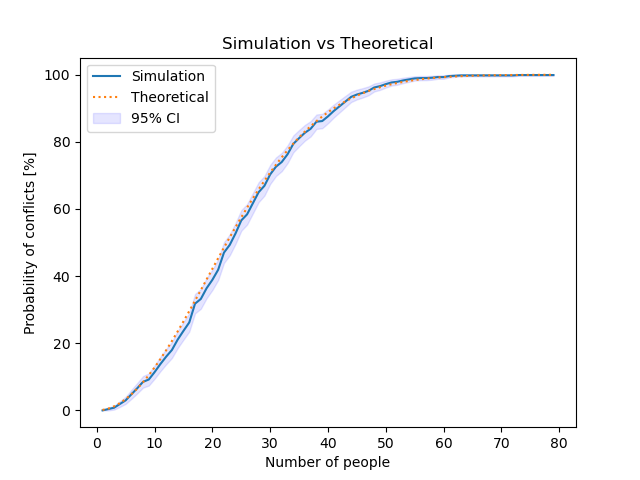 Simulation vs Theoretical
Simulation
Theoretical
95% CI
Probability of conflicts [%]
100
80
60
40
20
0
0 10 20 30 40 50 60 70 80
Number of people